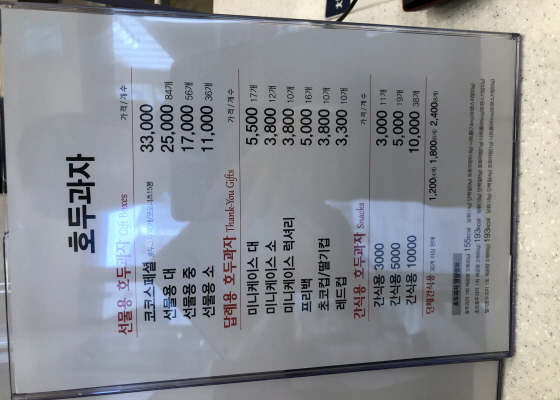 호두과자
선물용 호두과자 Gift Boxes 가격/개수
코코스페셜 33,000
선물용 대 25,000 84개
선물용 중 17,000 56개
선물용 소 11,000 36개
답례용 호두과자 Thank-You Gifts 가격/개수
미니케이스 대 5,500 17개
미니케이스 소 3,800 12개
미니케이스 럭셔리 3,800 10개
프리백 5,000 16개
초코컵/딸기컵 3,800 10개
레드컵 3,300 10개
간식용 호두과자 Snacks 가격/개수
간식용 3000 3,000 11개
간식용 5000 5,000 19개
간식용 10000 10,000 38개
단체간식용 1,200 1,800 2,400